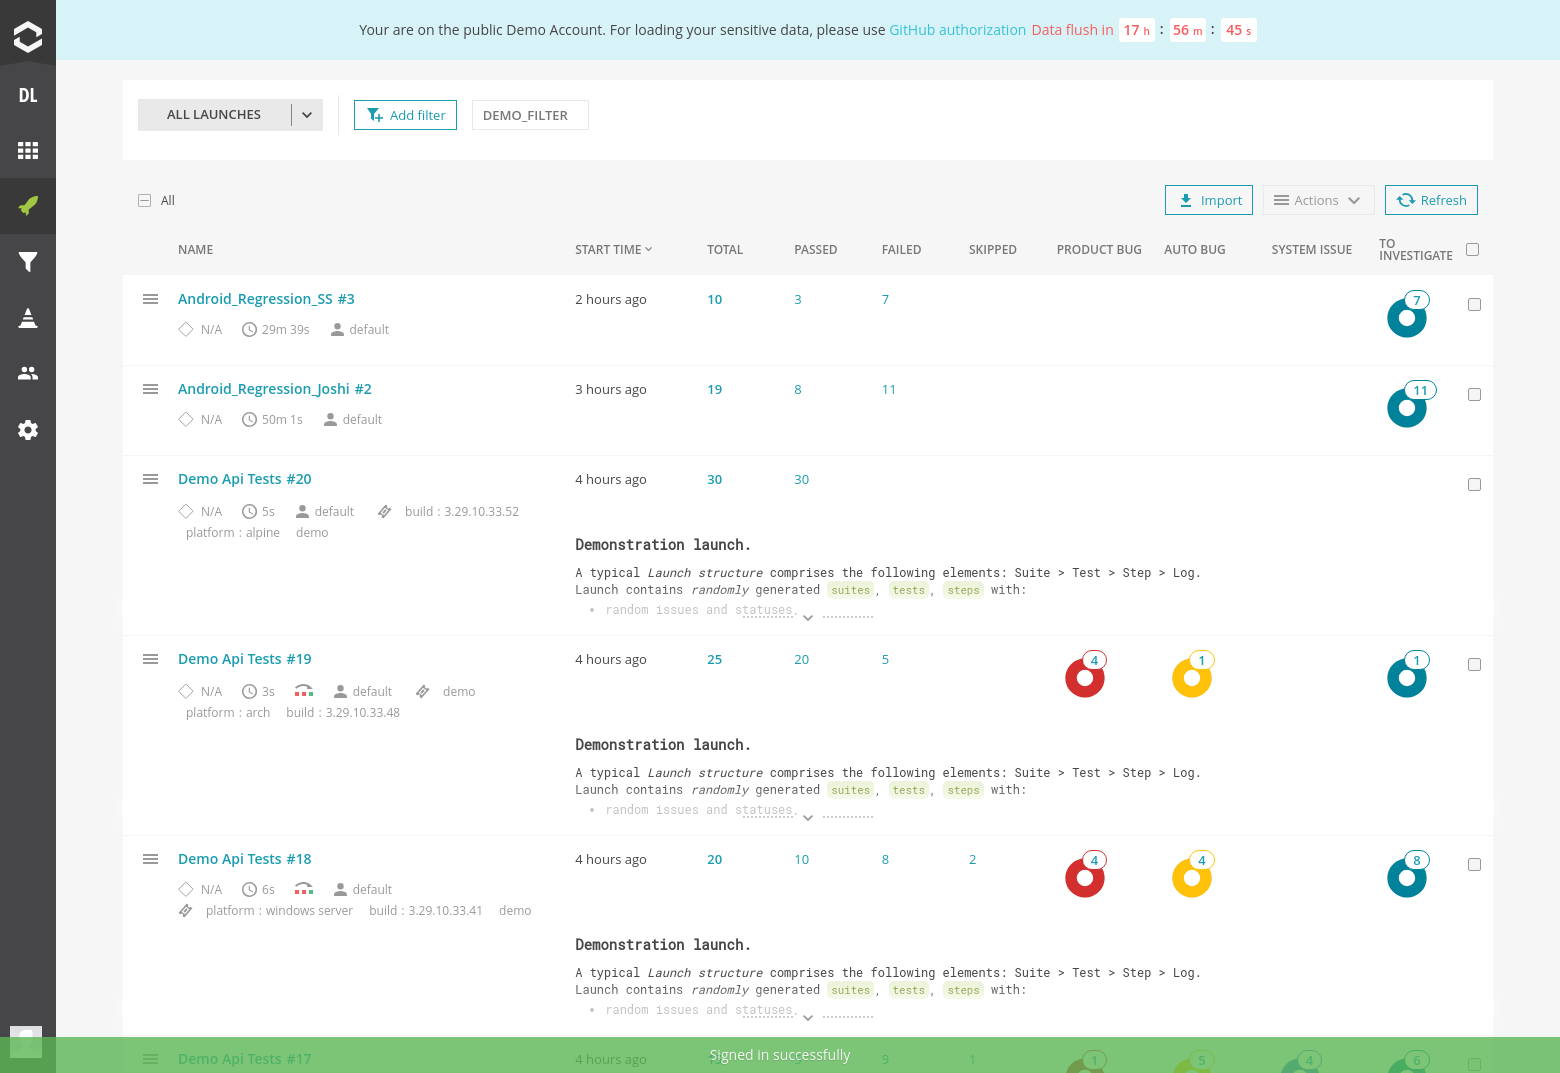 Your are on the public Demo Account. For loading your sensitive data, please use GitHub authorization Data flush in 17 h : 56 m : 45 s
DL
ALL LAUNCHES
Add filter
DEMO_FILTER
All
Import
Actions
Refresh
NAME START TIME TOTAL PASSED FAILED SKIPPED PRODUCT BUG AUTO BUG SYSTEM ISSUE TO INVESTIGATE
Android_Regression_SS #3 2 hours ago 10 3 7 7
N/A 29m 39s default
Android_Regression_Joshi #2 3 hours ago 19 8 11 11
N/A 50m 1s default
Demo Api Tests #20 4 hours ago 30 30
N/A 5s default build : 3.29.10.33.52
platform : alpine demo
Demonstration launch.
A typical Launch structure comprises the following elements: Suite > Test > Step > Log.
Launch contains randomly generated suites, tests, steps with:
• random issues and statuses,
Demo Api Tests #19 4 hours ago 25 20 5 4 1 1
N/A 3s default demo
platform : arch build : 3.29.10.33.48
Demonstration launch.
A typical Launch structure comprises the following elements: Suite > Test > Step > Log.
Launch contains randomly generated suites, tests, steps with:
• random issues and statuses,
Demo Api Tests #18 4 hours ago 20 10 8 2 4 4 8
N/A 6s default
platform : windows server build : 3.29.10.33.41 demo
Demonstration launch.
A typical Launch structure comprises the following elements: Suite > Test > Step > Log.
Launch contains randomly generated suites, tests, steps with:
• random issues and statuses,
Signed in successfully
Demo Api Tests #17 4 hours ago 9 1 1 5 4 6